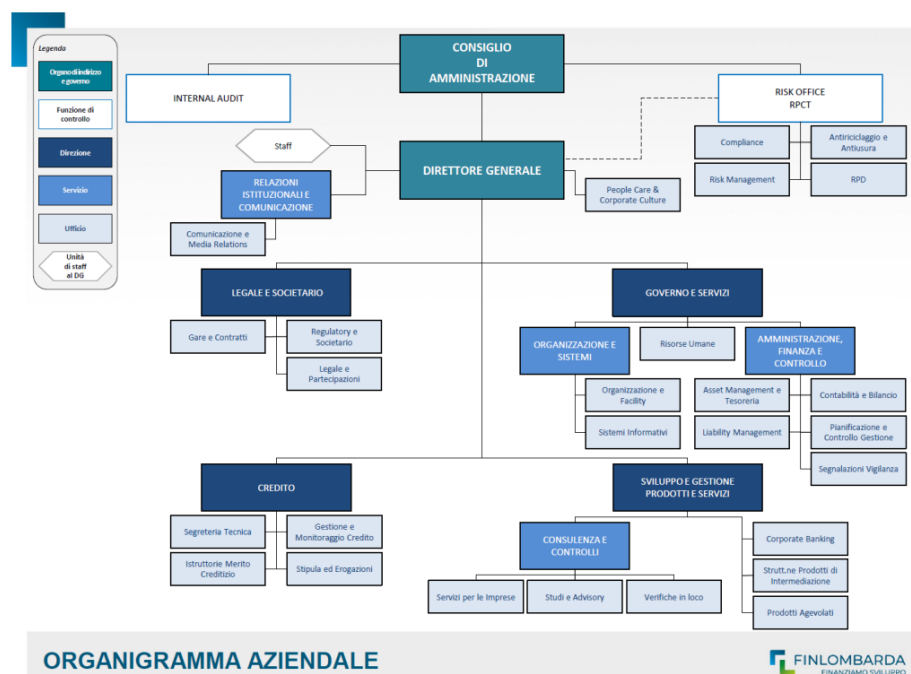 Legenda
Organo di indirizzo
e governo
Funzione di
controllo
Direzione
Servizio
Ufficio
Unità
di staff
al DG
CONSIGLIO
DI
AMMINISTRAZIONE
INTERNAL AUDIT
RISK OFFICE
RPCT
Compliance
Antiriciclaggio e
Antiusura
Risk Management
RPD
Staff
DIRETTORE GENERALE
RELAZIONI
ISTITUZIONALI E
COMUNICAZIONE
People Care &
Corporate Culture
Comunicazione e
Media Relations
LEGALE E SOCIETARIO
Gare e Contratti
Regulatory e
Societario
Legale e
Partecipazioni
GOVERNO E SERVIZI
ORGANIZZAZIONE E
SISTEMI
Risorse Umane
AMMINISTRAZIONE,
FINANZA E
CONTROLLO
Organizzazione e
Facility
Sistemi Informativi
Asset Management e
Tesoreria
Contabilità e Bilancio
Liability Management
Pianificazione e
Controllo Gestione
Segnalazioni Vigilanza
CREDITO
Segreteria Tecnica
Gestione e
Monitoraggio Credito
Istruttorie Merito
Creditizio
Stipula ed Erogazioni
SVILUPPO E GESTIONE
PRODOTTI E SERVIZI
CONSULENZA E
CONTROLLI
Servizi per le Imprese
Studi e Advisory
Verifiche in loco
Corporate Banking
Strutt.ne Prodotti di
Intermediazione
Prodotti Agevolati
ORGANIGRAMMA AZIENDALE
FINLOMBARDA
FINANZIAMO SVILUPPO